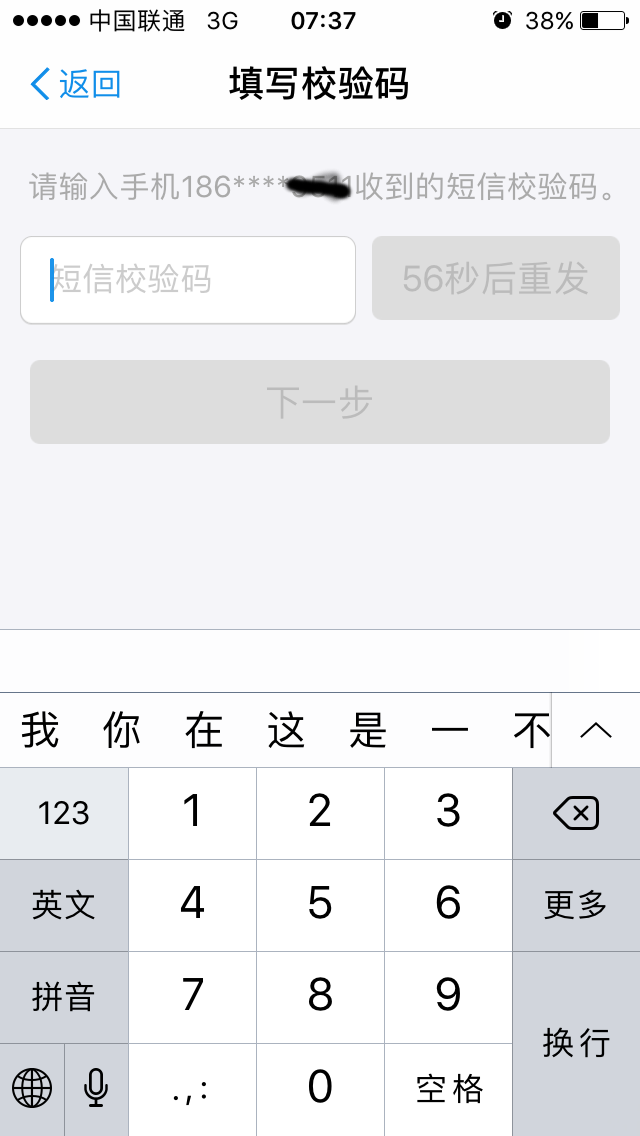 中国联通 3G 07:37 38%
返回 填写校验码
请输入手机186****收到的短信校验码。
短信校验码 56秒后重发
下一步
我 你 在 这 是 一 不
123 1 2 3
英文 4 5 6 更多
拼音 7 8 9
换行
.,: 0 空格